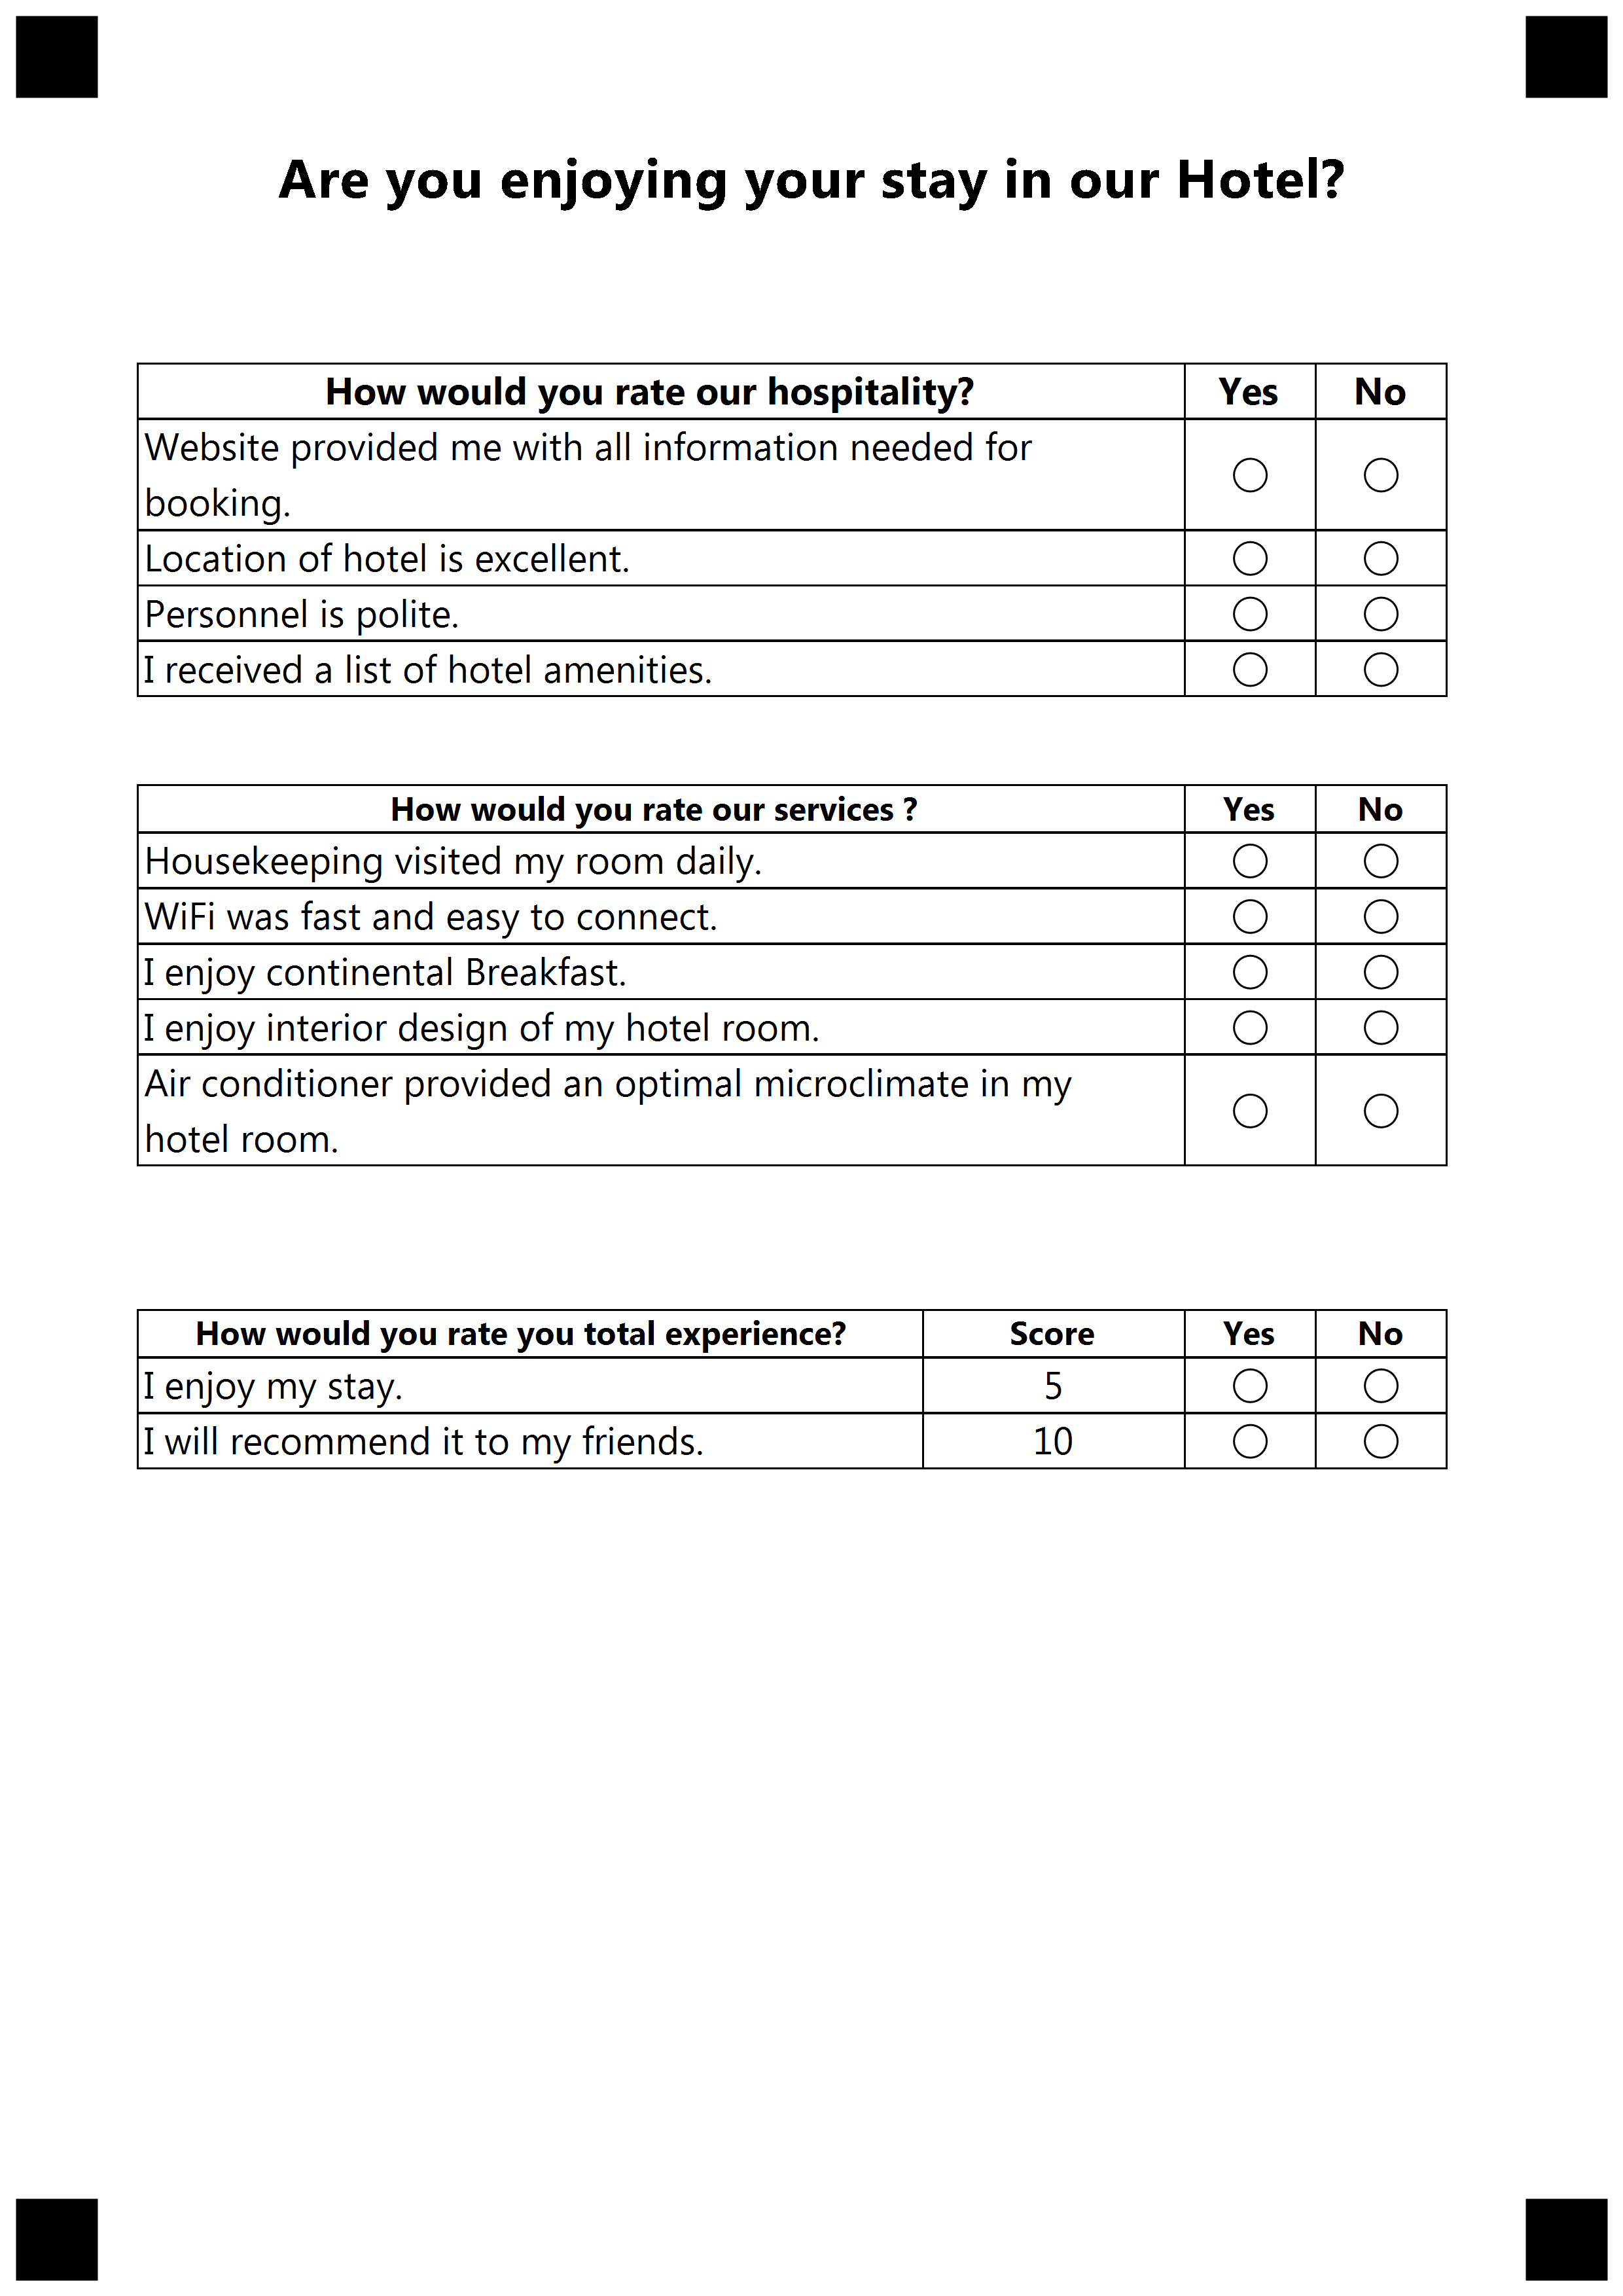 Are you enjoying your stay in our Hotel?
How would you rate our hospitality? Yes No
Website provided me with all information needed for
booking.
Location of hotel is excellent.
Personnel is polite.
I received a list of hotel amenities.
How would you rate our services ? Yes No
Housekeeping visited my room daily.
WiFi was fast and easy to connect.
I enjoy continental Breakfast.
I enjoy interior design of my hotel room.
Air conditioner provided an optimal microclimate in my
hotel room.
How would you rate you total experience? Score Yes No
I enjoy my stay. 5
I will recommend it to my friends. 10